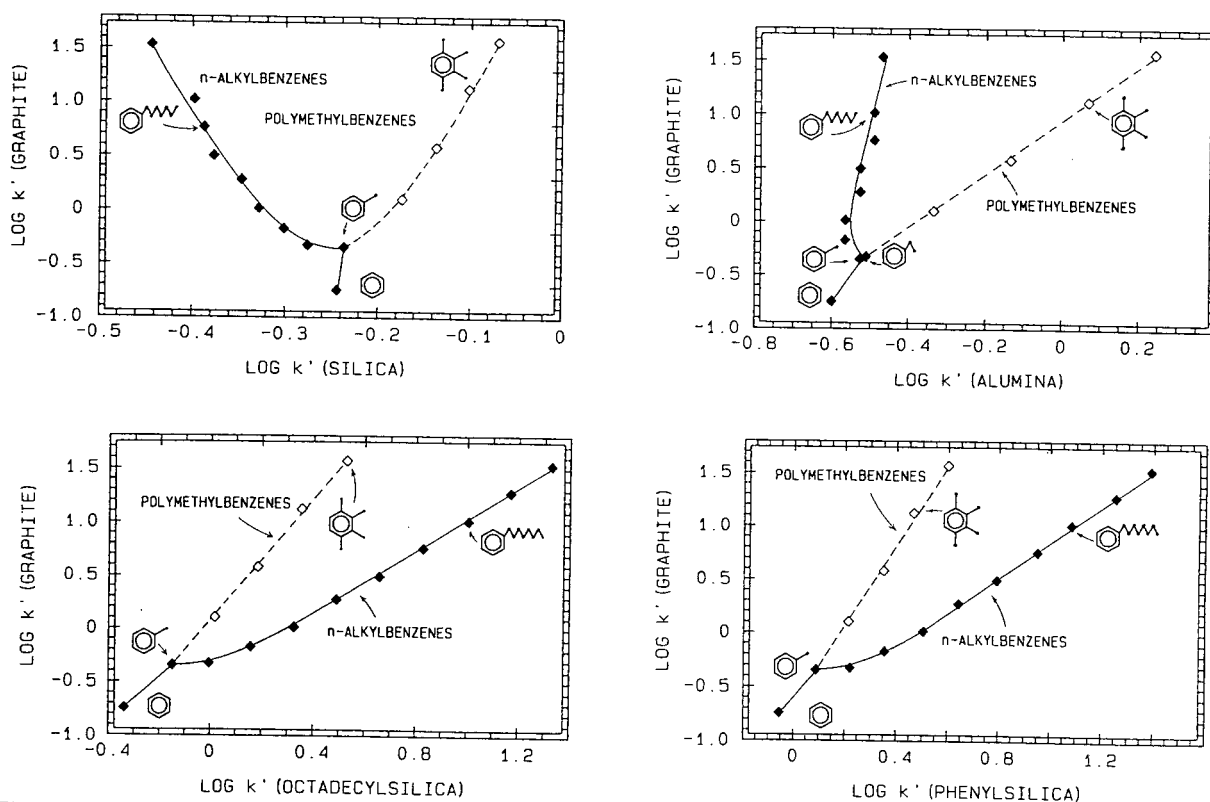 1.5
1.0
0.5
0
-0.5
-1.0
LOG k' (GRAPHITE)
n-ALKYLBENZENES
POLYMETHYLBENZENES
-0.5
-0.4
-0.3
-0.2
-0.1
0
LOG k' (SILICA)
1.5
1.0
0.5
0
-0.5
-1.0
LOG k' (GRAPHITE)
n-ALKYLBENZENES
POLYMETHYLBENZENES
-0.8
-0.6
-0.4
-0.2
0
0.2
LOG k' (ALUMINA)
1.5
1.0
0.5
0
-0.5
-1.0
LOG k' (GRAPHITE)
POLYMETHYLBENZENES
n-ALKYLBENZENES
-0.4
0
0.4
0.8
1.2
LOG k' (OCTADECYLSILICA)
1.5
1.0
0.5
0
-0.5
-1.0
LOG k' (GRAPHITE)
POLYMETHYLBENZENES
n-ALKYLBENZENES
0
0.4
0.8
1.2
LOG k' (PHENYLSILICA)